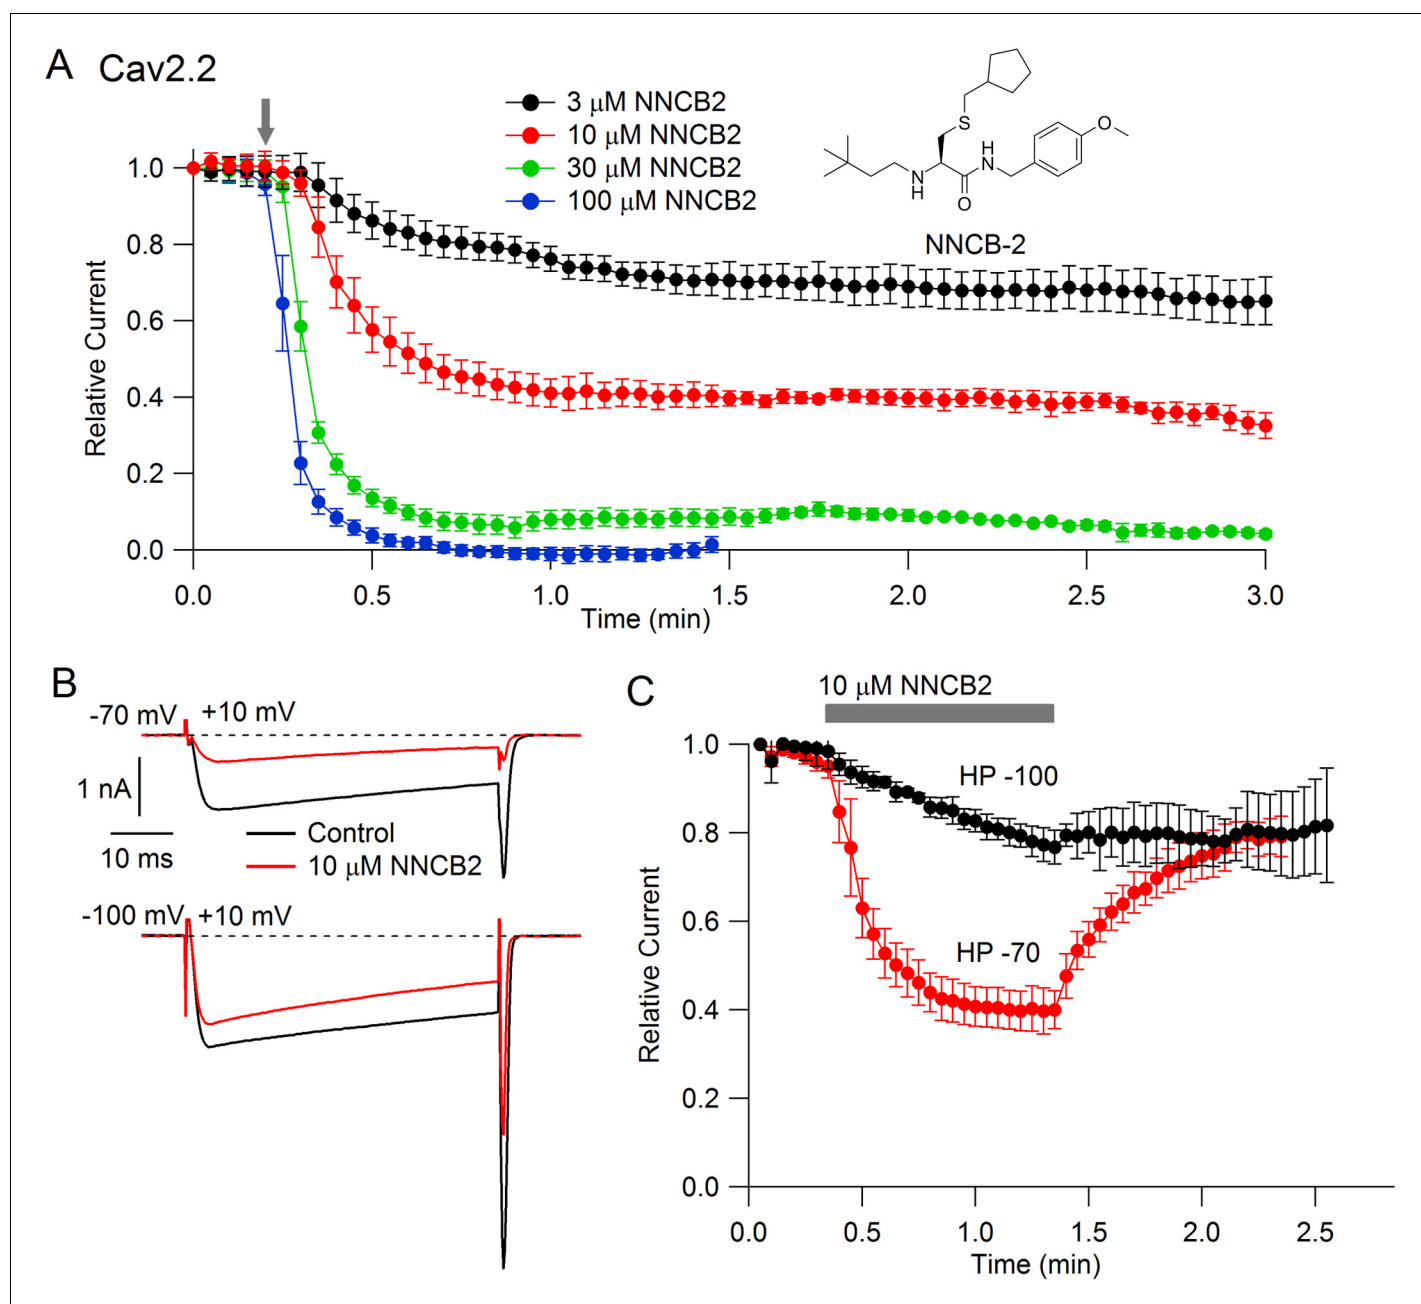 A Cav2.2
3 μM NNCB2
10 μM NNCB2
30 μM NNCB2
100 μM NNCB2
S
O
H
N
N
H
O
NNCB-2
Relative Current
1.0
0.8
0.6
0.4
0.2
0.0
0.0 0.5 1.0 1.5 2.0 2.5 3.0
Time (min)
B
-70 mV +10 mV
1 nA
10 ms
Control
10 μM NNCB2
-100 mV +10 mV
C
10 μM NNCB2
HP -100
HP -70
Relative Current
1.0
0.8
0.6
0.4
0.2
0.0
0.0 0.5 1.0 1.5 2.0 2.5
Time (min)